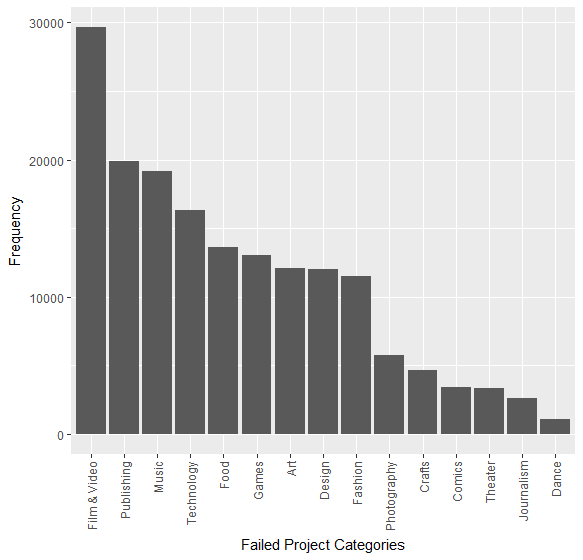 30000
20000
10000
0
Frequency
Film & Video
Publishing
Music
Technology
Food
Games
Art
Design
Fashion
Photography
Crafts
Comics
Theater
Journalism
Dance
Failed Project Categories